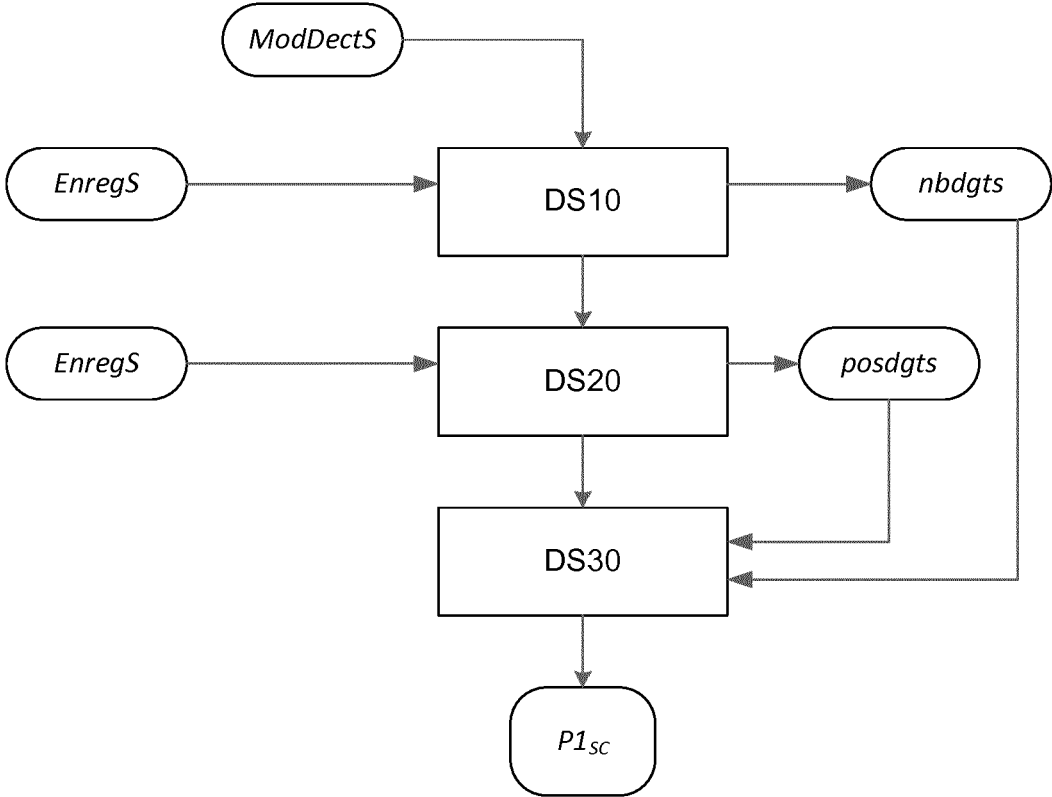 ModDectS
EnregS
DS10
nbdgts
EnregS
DS20
posdgts
DS30
P1SC